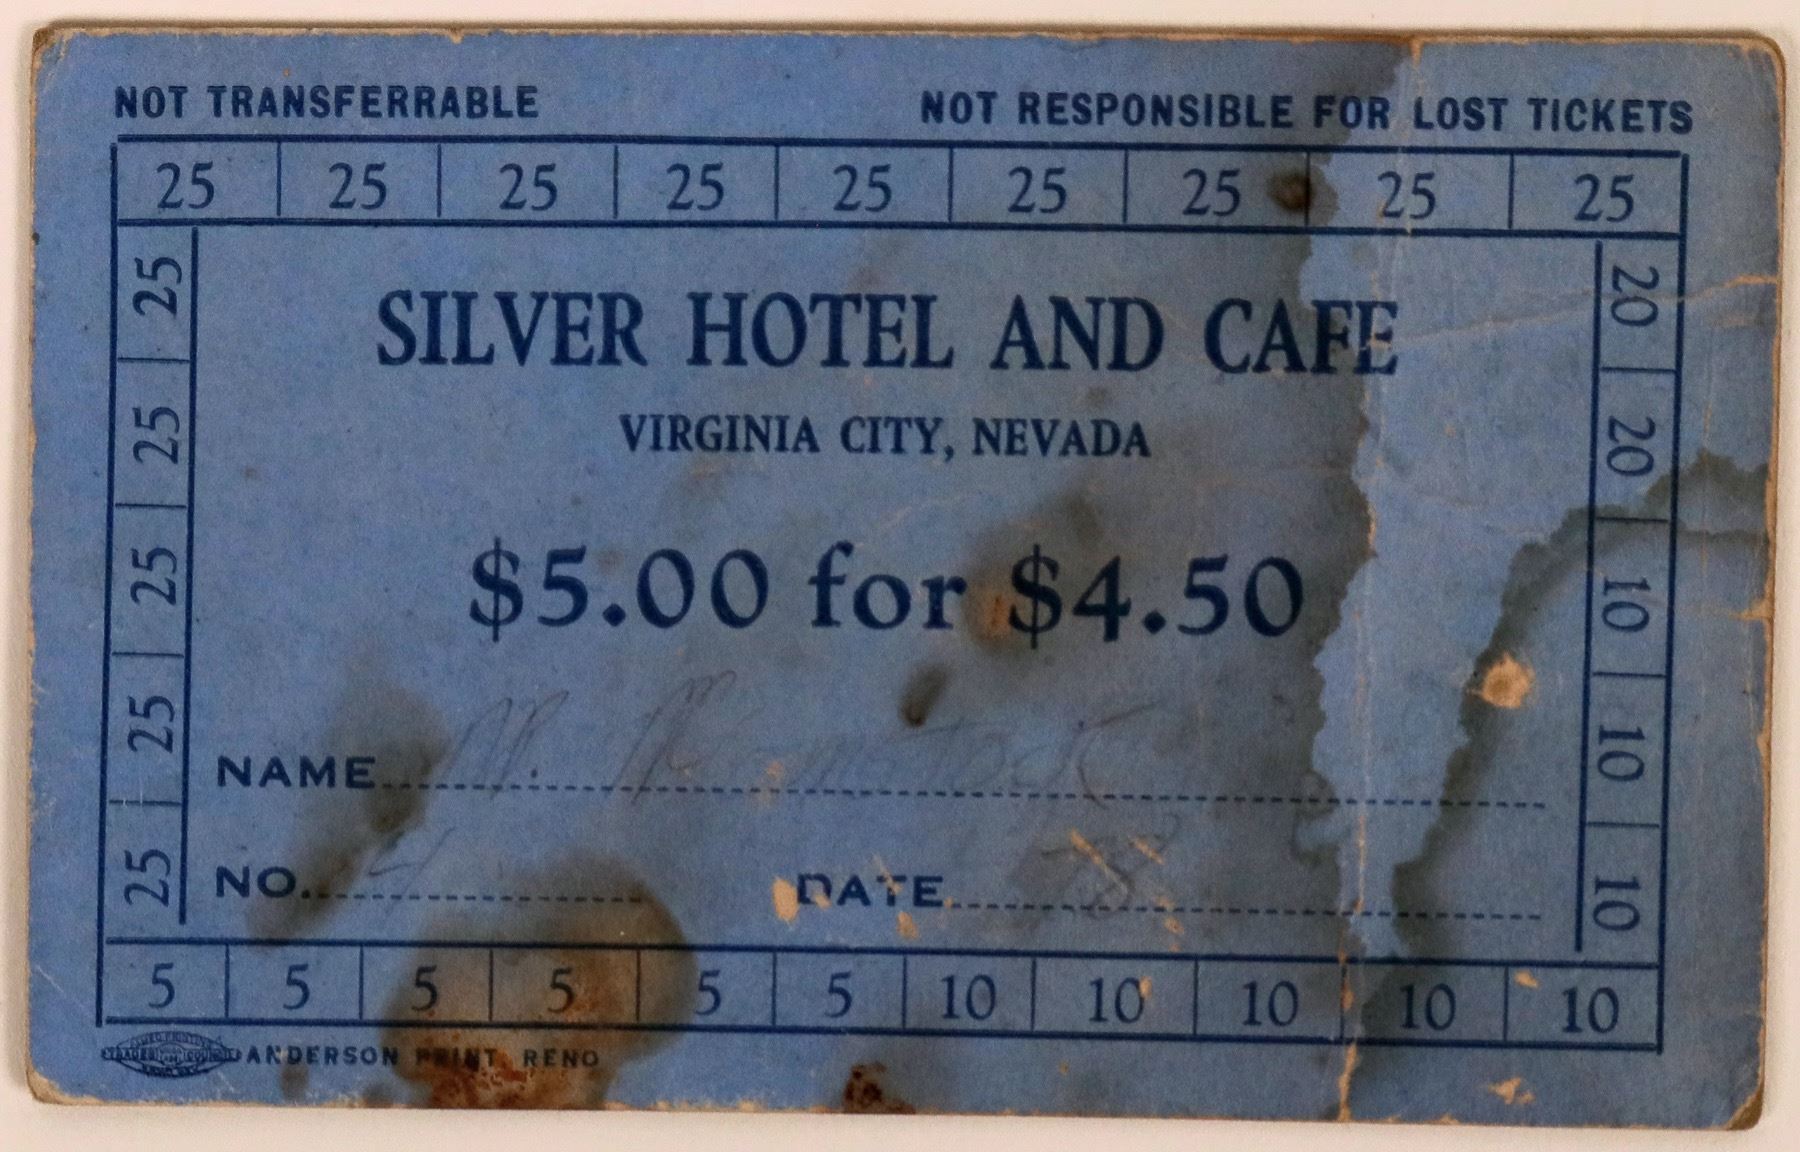 NOT TRANSFERRABLE NOT RESPONSIBLE FOR LOST TICKETS
25 25 25 25 25 25 25 25 25
25 25 25 25 25
SILVER HOTEL AND CAFE
VIRGINIA CITY, NEVADA
$5.00 for $4.50
NAME
NO. DATE
20 20 10 10 10
5 5 5 5 5 5 10 10 10 10 10
TRADES COUNCIL ANDERSON PRINT RENO